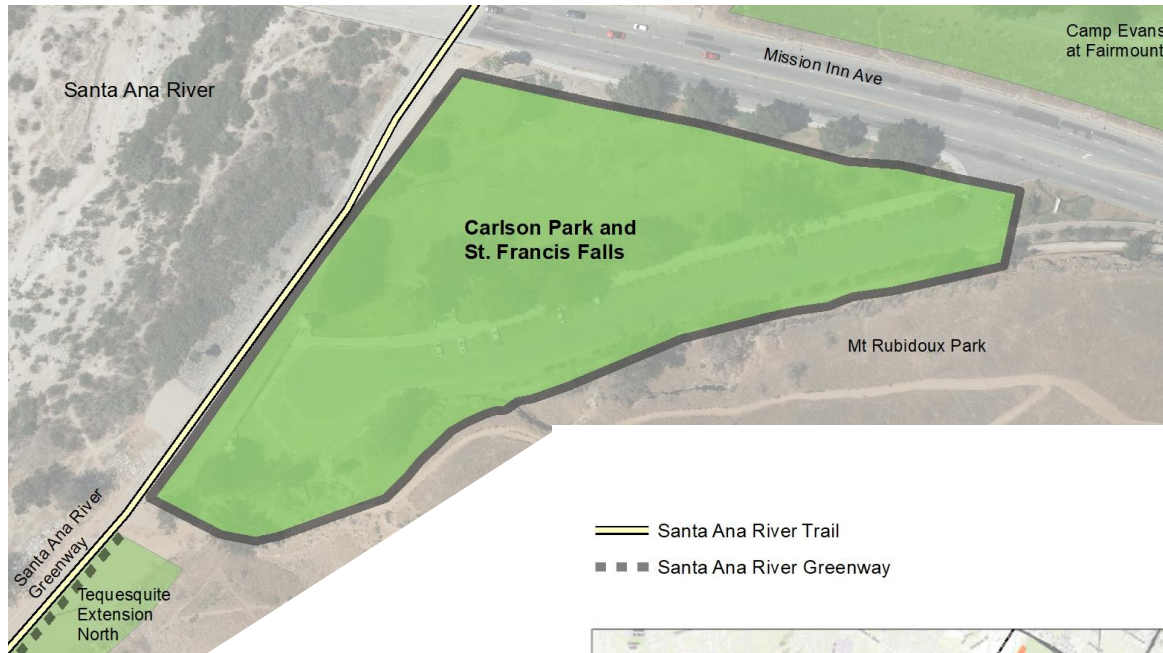 Santa Ana River
Mission Inn Ave
Camp Evans
at Fairmount
Carlson Park and
St. Francis Falls
Mt Rubidoux Park
Santa Ana River
Greenway
Tequesquite
Extension
North
Santa Ana River Trail
Santa Ana River Greenway